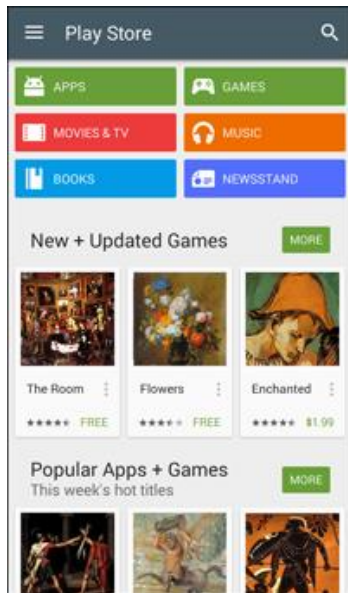 Play Store
APPS
GAMES
MOVIES & TV
MUSIC
BOOKS
NEWSSTAND
New + Updated Games
MORE
The Room
Flowers
Enchanted
FREE
FREE
$1.99
Popular Apps + Games
MORE
This week's hot titles